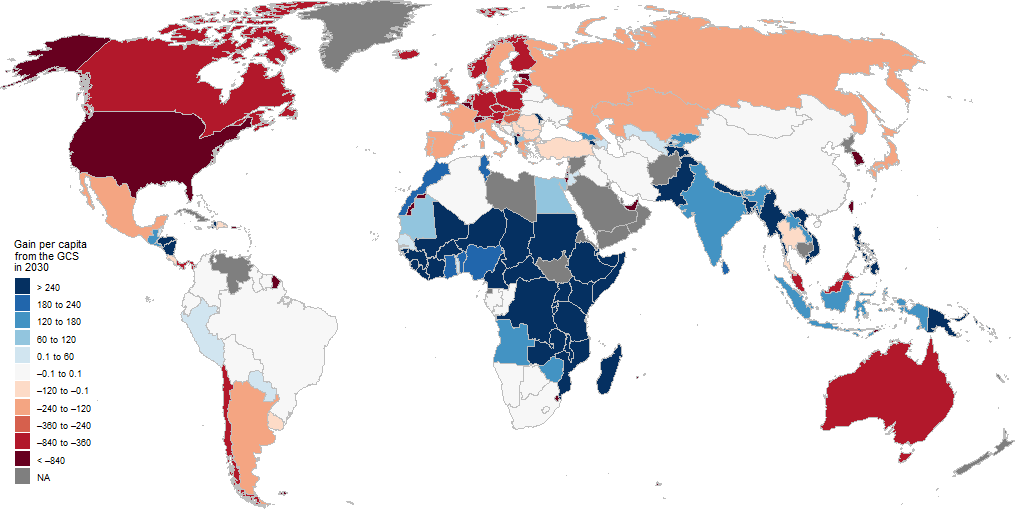 Gain per capita
from the GCS
in 2030
> 240
180 to 240
120 to 180
60 to 120
0.1 to 60
–0.1 to 0.1
–120 to –0.1
–240 to –120
–360 to –240
–840 to –360
< –840
NA